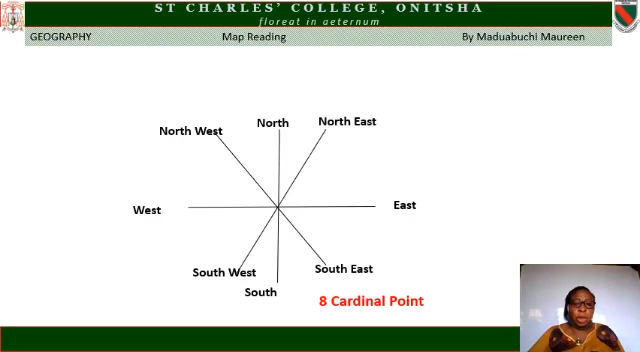 ST CHARLES' COLLEGE, ONITSHA
floreat in aeternum
GEOGRAPHY Map Reading By Maduabuchi Maureen
North North East
North West
West East
South West South East
South
8 Cardinal Point